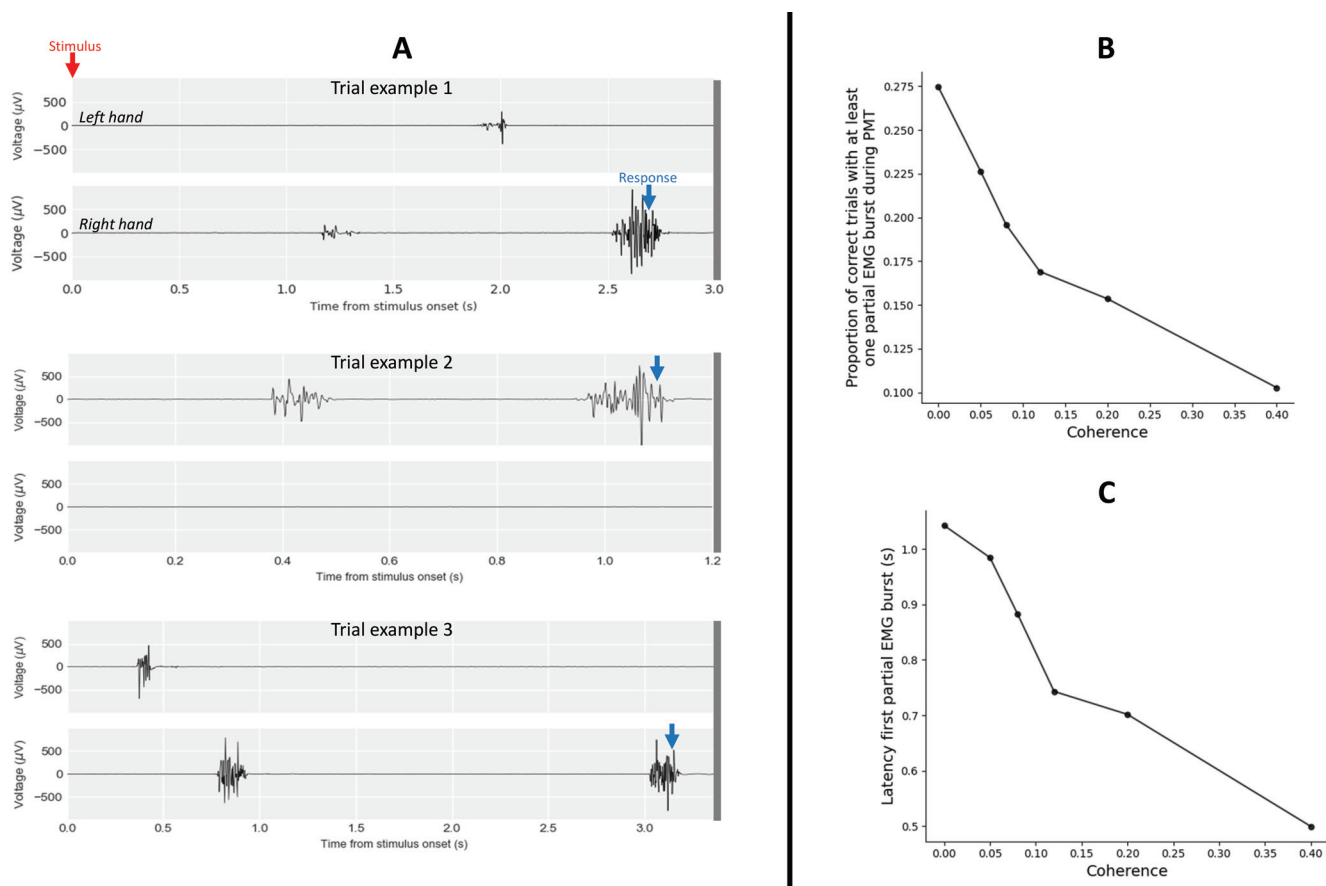 A
Stimulus
Trial example 1
Left hand
Voltage (µV)
500
0
−500
Response
Right hand
Voltage (µV)
500
0
−500
0.0 0.5 1.0 1.5 2.0 2.5 3.0
Time from stimulus onset (s)
Trial example 2
Voltage (µV)
500
0
−500
Voltage (µV)
500
0
−500
0.0 0.2 0.4 0.6 0.8 1.0 1.2
Time from stimulus onset (s)
Trial example 3
Voltage (µV)
500
0
−500
Voltage (µV)
500
0
−500
0.0 0.5 1.0 1.5 2.0 2.5 3.0
Time from stimulus onset (s)
B
Proportion of correct trials with at least
one partial EMG burst during PMT
0.275
0.250
0.225
0.200
0.175
0.150
0.125
0.100
0.00 0.05 0.10 0.15 0.20 0.25 0.30 0.35 0.40
Coherence
C
Latency first partial EMG burst (s)
1.0
0.9
0.8
0.7
0.6
0.5
0.00 0.05 0.10 0.15 0.20 0.25 0.30 0.35 0.40
Coherence